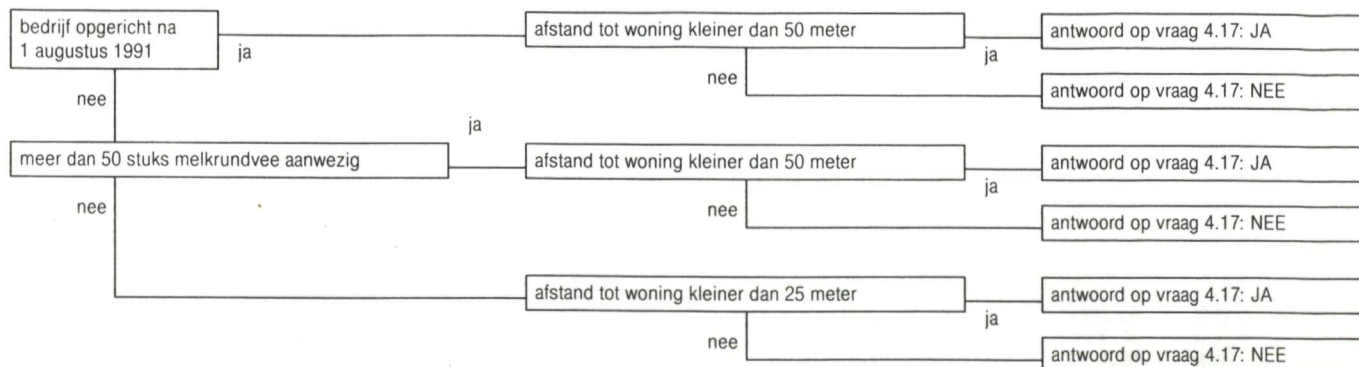 bedrijf opgericht na
1 augustus 1991
ja
afstand tot woning kleiner dan 50 meter
ja
antwoord op vraag 4.17: JA
nee
antwoord op vraag 4.17: NEE
nee
meer dan 50 stuks melkrundvee aanwezig
ja
afstand tot woning kleiner dan 50 meter
ja
antwoord op vraag 4.17: JA
nee
antwoord op vraag 4.17: NEE
nee
afstand tot woning kleiner dan 25 meter
ja
antwoord op vraag 4.17: JA
nee
antwoord op vraag 4.17: NEE